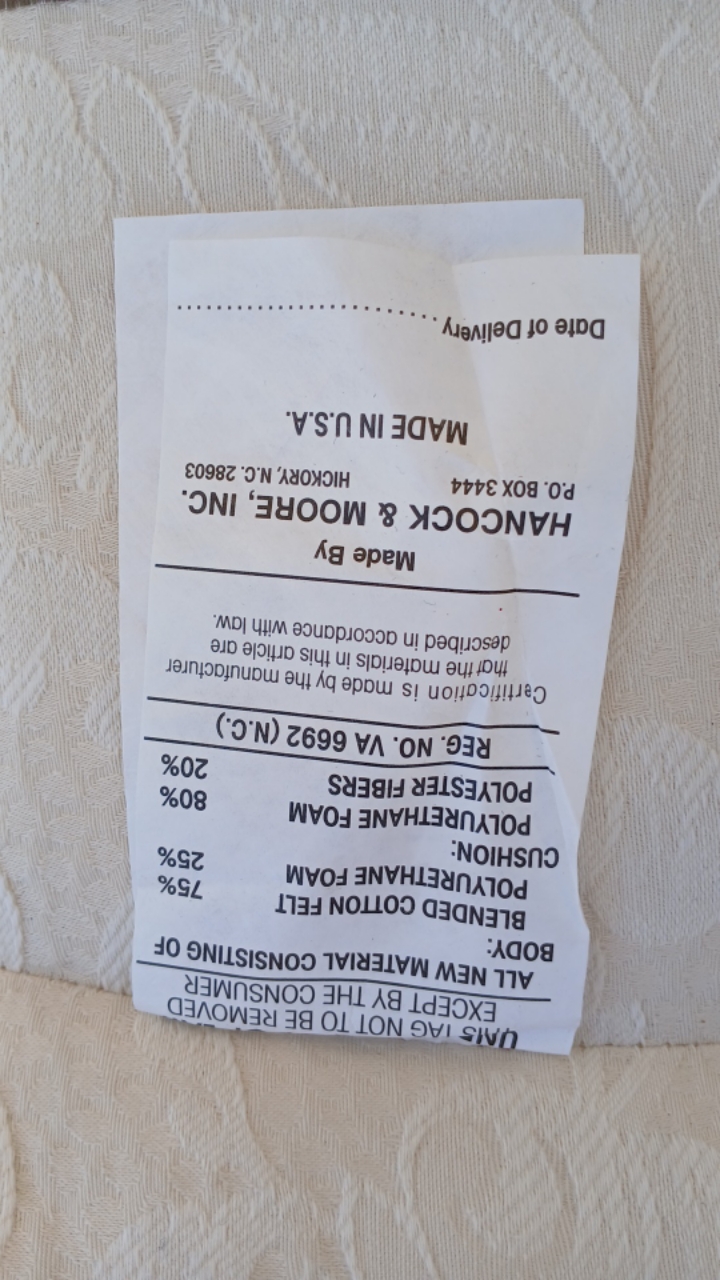 THIS TAG NOT TO BE REMOVED
EXCEPT BY THE CONSUMER
ALL NEW MATERIAL CONSISTING OF
BODY:
BLENDED COTTON FELT 75%
POLYURETHANE FOAM 25%
CUSHION:
POLYURETHANE FOAM 80%
POLYESTER FIBERS 20%
REG. NO. VA 6692 (N.C.)
Certification is made by the manufacturer
that the materials in this article are
described in accordance with law.
Made By
HANCOCK & MOORE, INC.
P.O. BOX 3444 HICKORY, N.C. 28603
MADE IN U.S.A.
Date of Delivery ........................